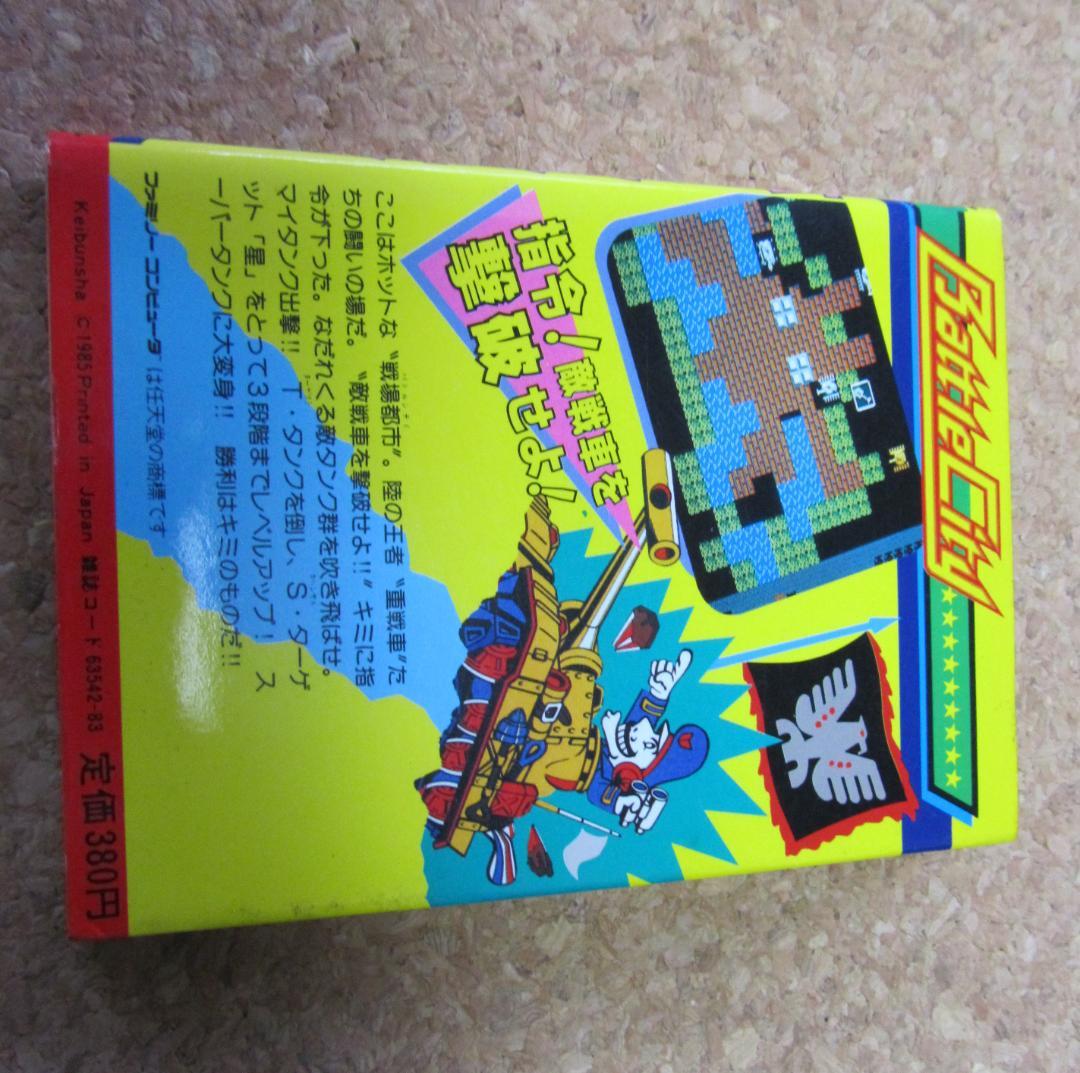 Battle City
指令!敵戦車を
撃破せよ!
ここはホットな〝戦場都市〟。陸の王者〝重戦車〟た
ちの闘いの場だ。〝敵戦車を撃破せよ!!〟キミに指
令が下った。なだれくる敵タンク群を吹き飛ばせ。
マイタンク出撃!! T・タンクを倒し、S・ターゲ
ット「星」をとって3段階までレベルアップ! ス
ーパータンクに大変身!! 勝利はキミのものだ!!
ファミリーコンピュータは任天堂の商標です
Keibunsha C 1985 Printed in Japan 雑誌コード 63542-83 定価380円